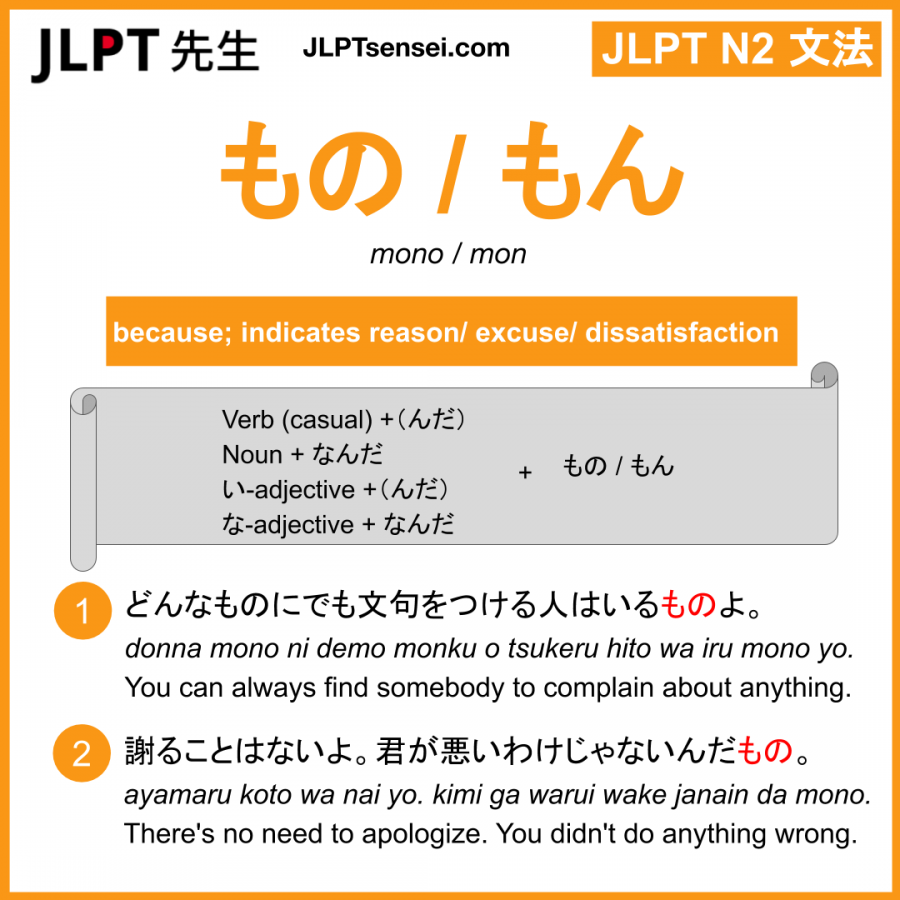 JLPT 先生
JLPTsensei.com
JLPT N2 文法
もの / もん
mono / mon
because; indicates reason/ excuse/ dissatisfaction
Verb (casual) +（んだ）
Noun + なんだ
い-adjective +（んだ）
な-adjective + なんだ
+ もの / もん
1
どんなものにでも文句をつける人はいるものよ。
donna mono ni demo monku o tsukeru hito wa iru mono yo.
You can always find somebody to complain about anything.
2
謝ることはないよ。君が悪いわけじゃないんだもの。
ayamaru koto wa nai yo. kimi ga warui wake janain da mono.
There's no need to apologize. You didn't do anything wrong.